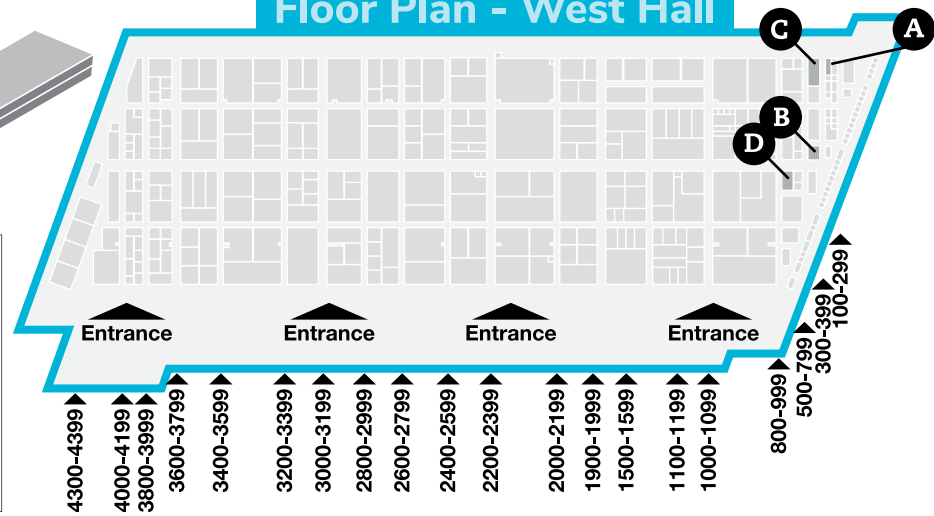 Floor Plan - West Hall
C
A
B
D
Entrance
Entrance
Entrance
Entrance
4300-4399
4000-4199
3800-3999
3600-3799
3400-3599
3200-3399
3000-3199
2800-2999
2600-2799
2400-2599
2200-2399
2000-2199
1900-1999
1500-1599
1100-1199
1000-1099
800-999
500-799
300-399
100-299